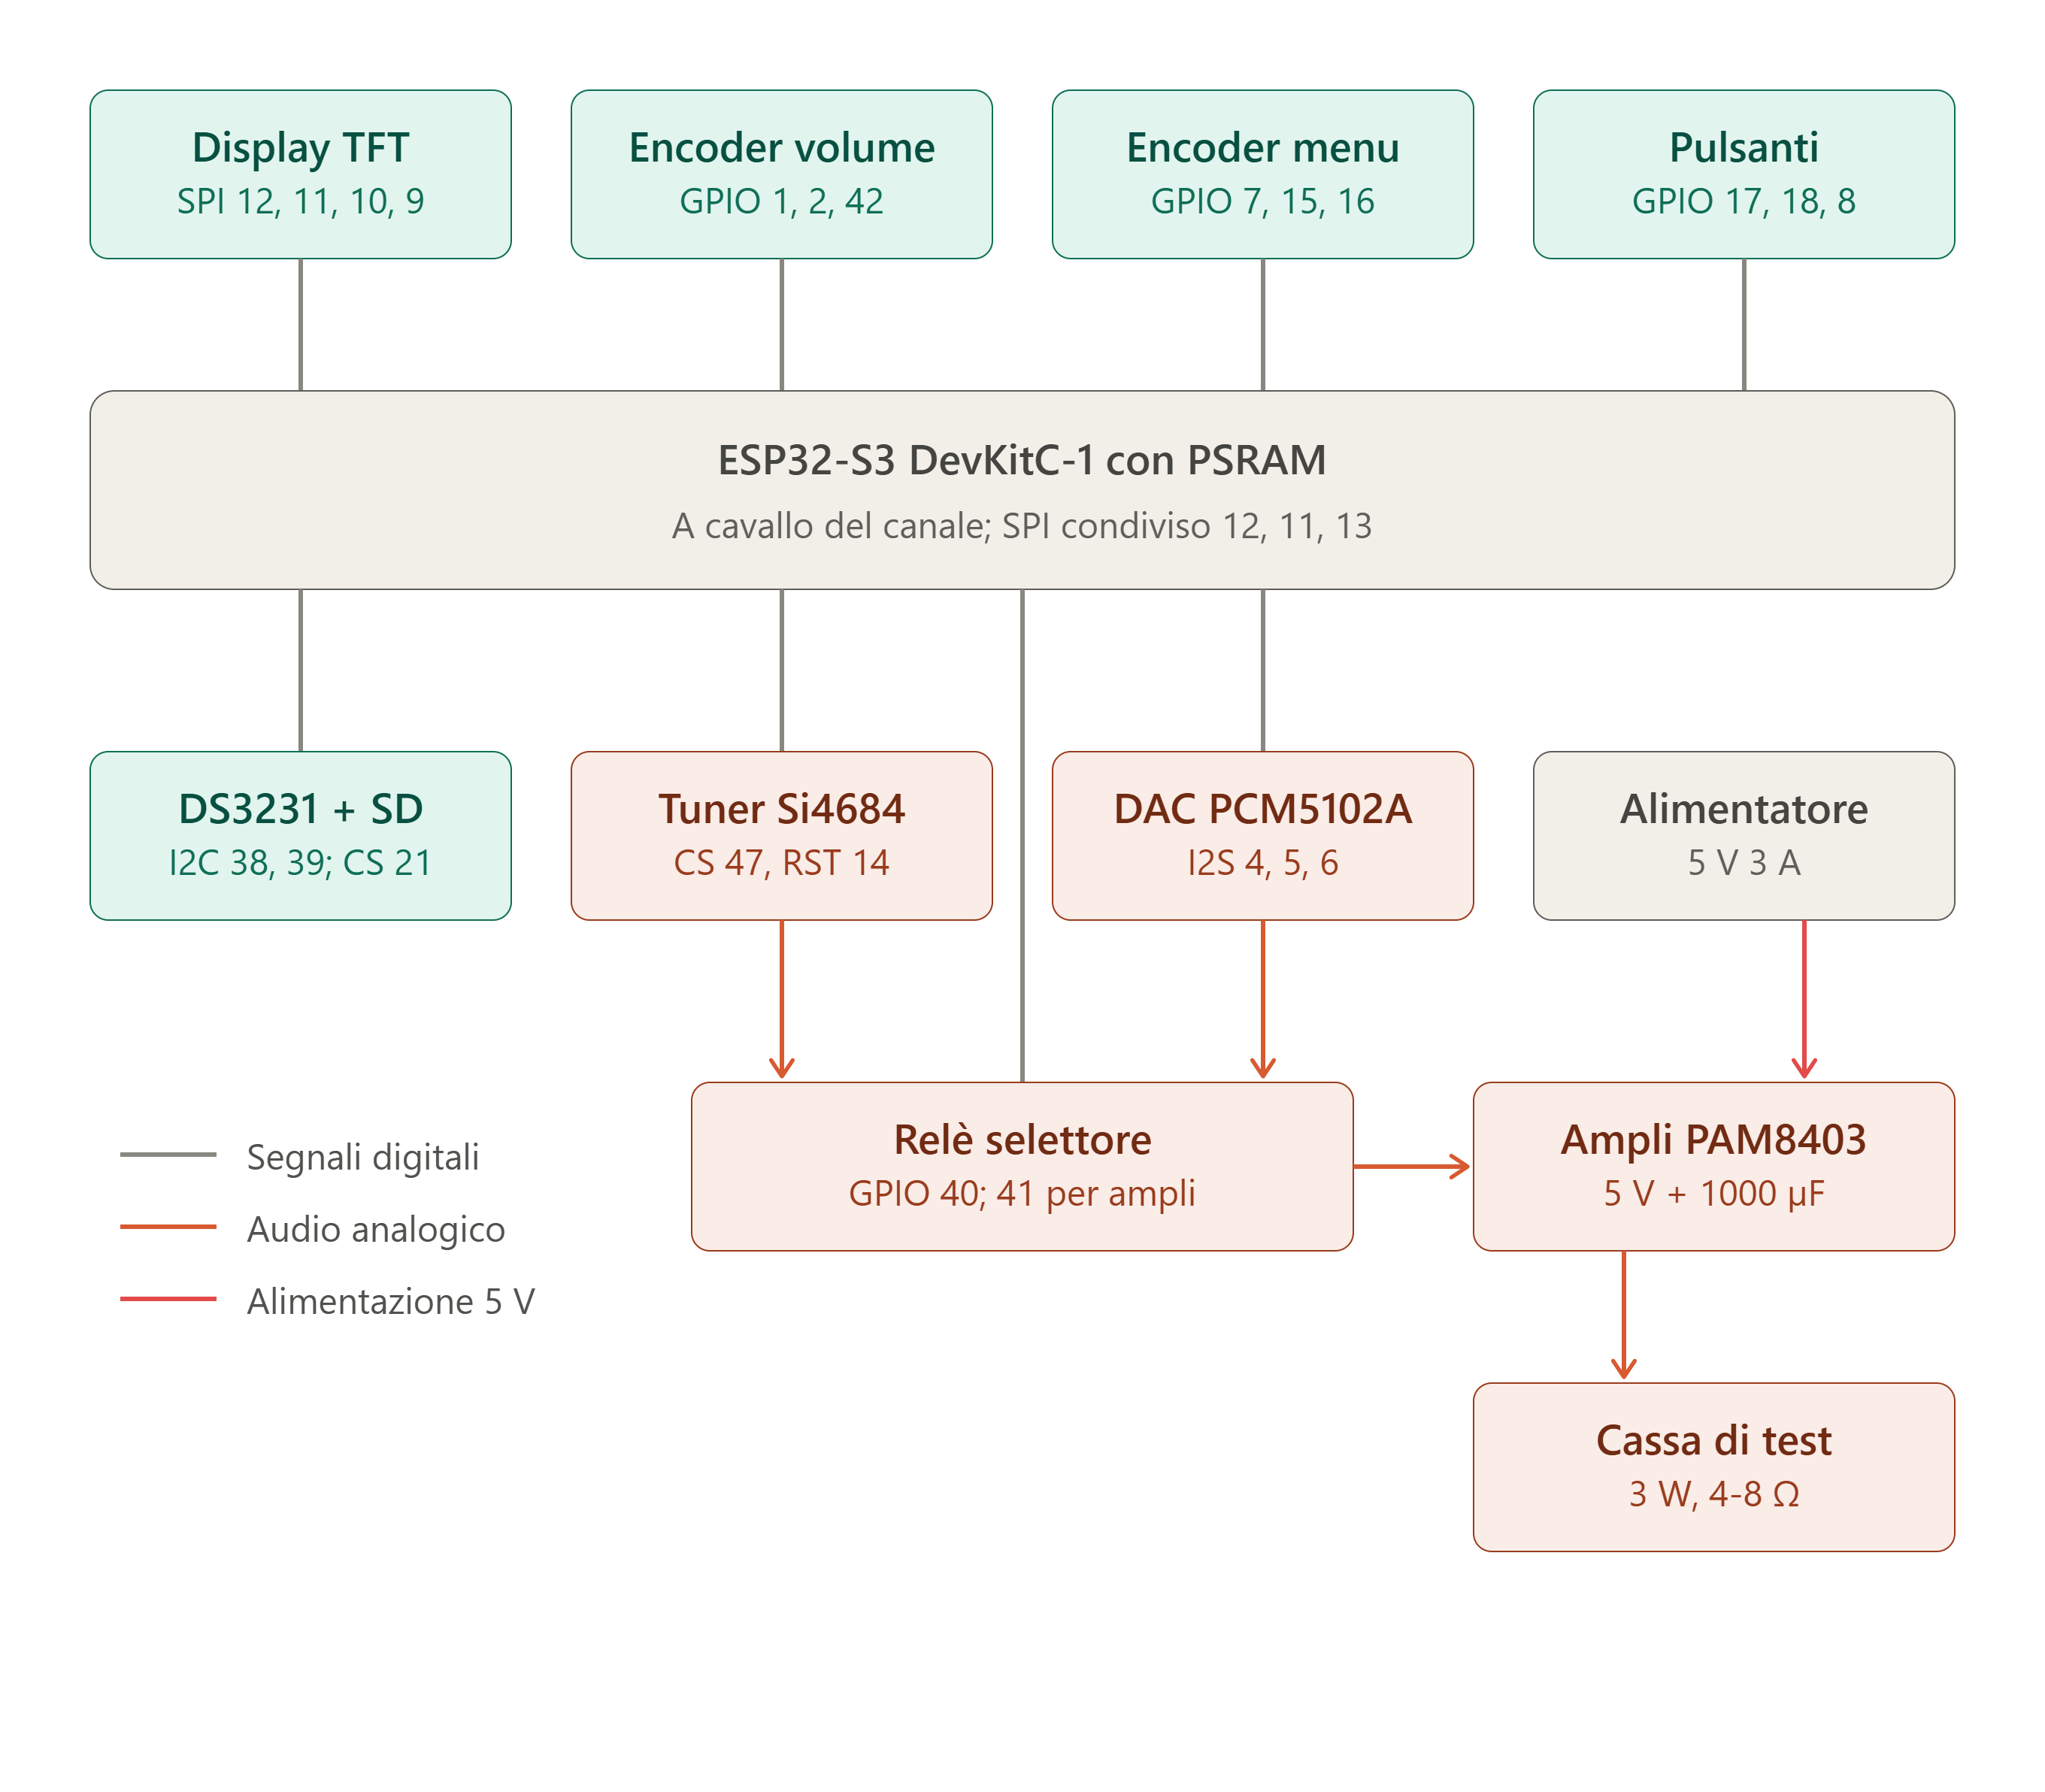 Display TFT
SPI 12, 11, 10, 9
Encoder volume
GPIO 1, 2, 42
Encoder menu
GPIO 7, 15, 16
Pulsanti
GPIO 17, 18, 8
ESP32-S3 DevKitC-1 con PSRAM
A cavallo del canale; SPI condiviso 12, 11, 13
DS3231 + SD
I2C 38, 39; CS 21
Tuner Si4684
CS 47, RST 14
DAC PCM5102A
I2S 4, 5, 6
Alimentatore
5 V 3 A
Relè selettore
GPIO 40; 41 per ampli
Ampli PAM8403
5 V + 1000 µF
Segnali digitali
Audio analogico
Alimentazione 5 V
Cassa di test
3 W, 4-8 Ω